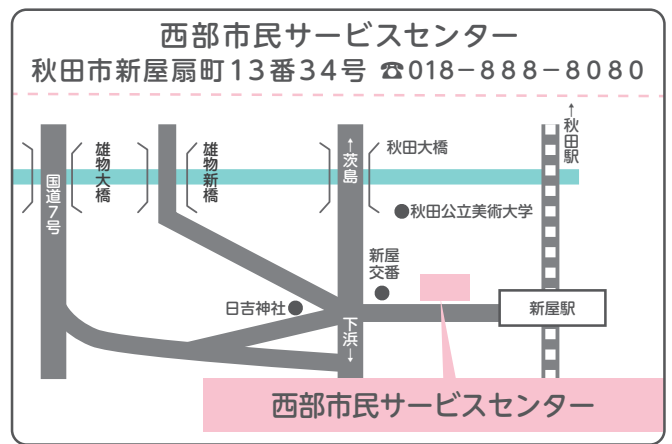 西部市民サービスセンター
秋田市新屋扇町13番34号 ☎018−888−8080
←秋田駅
雄物大橋
雄物新橋
←茨島
秋田大橋
国道7号
秋田公立美術大学
新屋
交番
日吉神社
下浜→
新屋駅
西部市民サービスセンター